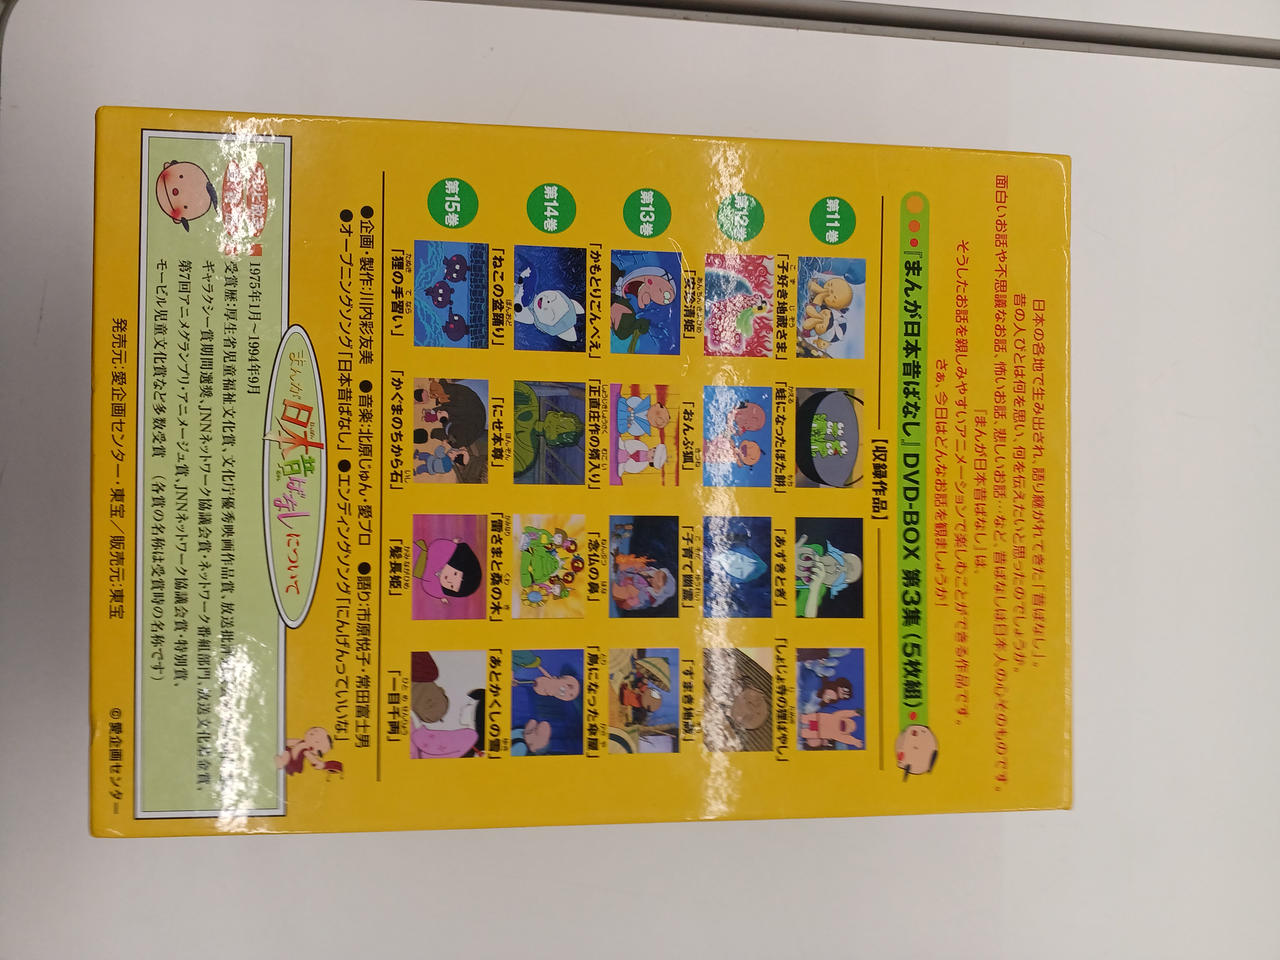 日本の各地で生み出され、語り継がれてきた「昔ばなし」。
昔の人びとは何を思い、何を伝えたいと思ったのでしょうか。
面白いお話や不思議なお話、怖いお話、悲しいお話…など、昔ばなしは日本人の心そのものです。
「まんが日本昔ばなし」は、
そうしたお話を親しみやすいアニメーションで楽しむことができる作品です。
さぁ、今日はどんなお話を観ましょうか!
『まんが日本昔ばなし』DVD-BOX 第3集(5枚組)
【収録作品】
第11巻
「子好き地蔵さま」 「蛙になったぼた餅」 「あずきとぎ」 「しょじょ寺の狸ばやし」
第12巻
「安珍清姫」 「おんぶ狐」 「子育て幽霊」 「すまき地蔵」
第13巻
「かもとりごんべえ」 「正直庄作の婿入り」 「念仏の鼻」 「鳥になった傘屋」
第14巻
「ねこの盆踊り」 「にせ本尊」 「雷さまと桑の木」 「あとかくしの雪」
第15巻
「狸の手習い」 「かぐまのちから石」 「髪長姫」 「一目千両」
●企画・製作:川内彩友美 ●音楽:北原じゅん・愛プロ ●語り:市原悦子・常田富士男
●オープニングソング「日本昔ばなし」 ●エンディングソング「にんげんっていいな」
まんが日本昔ばなしについて
1975年1月~1994年9月
受賞歴:厚生省児童福祉文化賞、文化庁優秀映画作品賞、放送批評
ギャラクシー賞期間選奨、JNNネットワーク協議会賞・ネットワーク番組部門、放送文化基金賞、
第7回アニメグランプリ・アニメージュ賞、JNNネットワーク協議会賞・特別賞、
モービル児童文化賞など多数受賞 (各賞の名称は受賞時の名称です)
発売元:愛企画センター・東宝/販売元:東宝
©愛企画センター